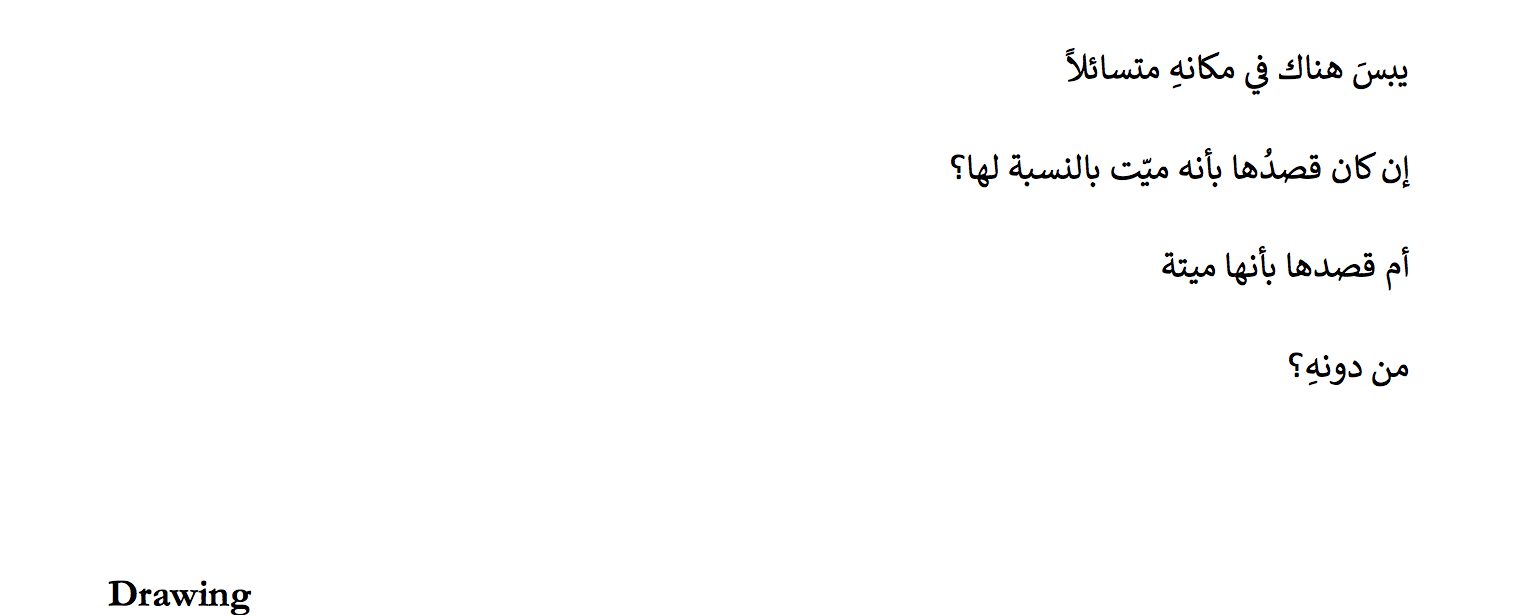 يبسَ هناك في مكانهِ متسائلاً
إن كان قصدُها بأنه ميّت بالنسبة لها؟
أم قصدها بأنها ميتة
من دونهِ؟
Drawing